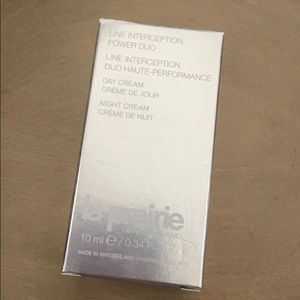 LINE INTERCEPTION
POWER DUO
LINE INTERCEPTION
DUO HAUTE-PERFORMANCE
DAY CREAM
CRÈME DE JOUR
NIGHT CREAM
CRÈME DE NUIT
la prairie
10 ml ℮ / 0.34 FL
MADE IN SWITZERLAND